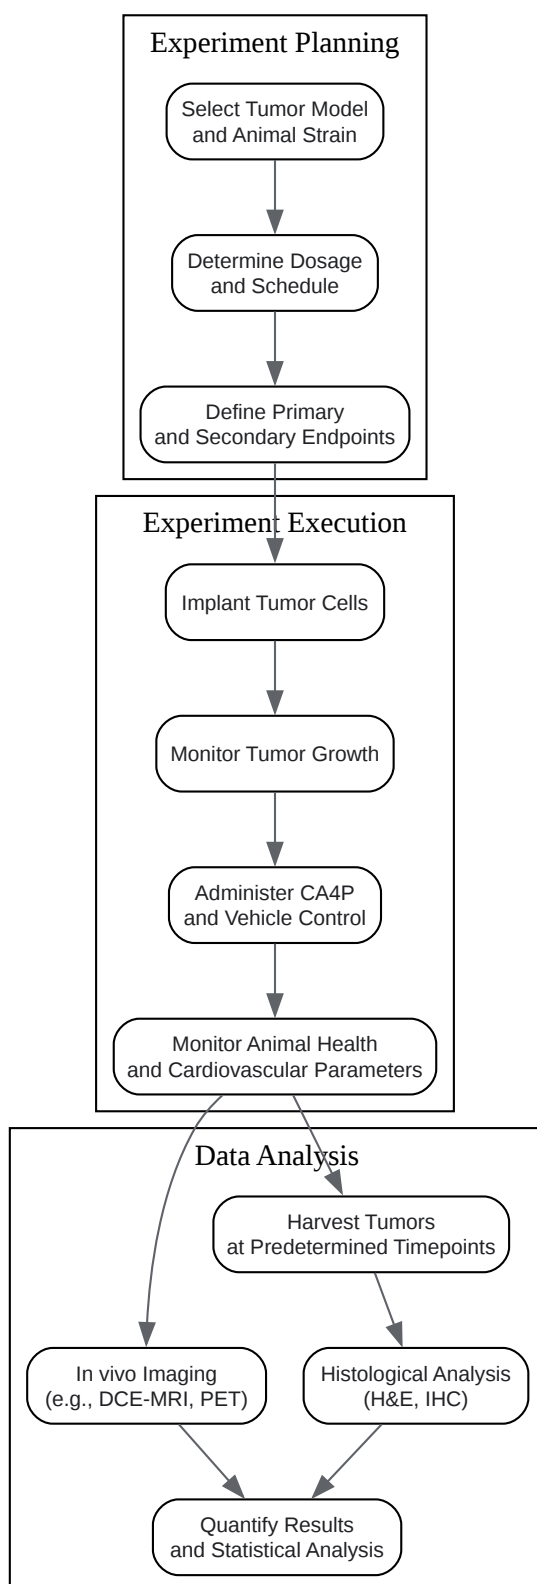 Experiment Planning
Select Tumor Model
and Animal Strain
Determine Dosage
and Schedule
Define Primary
and Secondary Endpoints
Experiment Execution
Implant Tumor Cells
Monitor Tumor Growth
Administer CA4P
and Vehicle Control
Monitor Animal Health
and Cardiovascular Parameters
Data Analysis
Harvest Tumors
at Predetermined Timepoints
In vivo Imaging
(e.g., DCE-MRI, PET)
Histological Analysis
(H&E, IHC)
Quantify Results
and Statistical Analysis